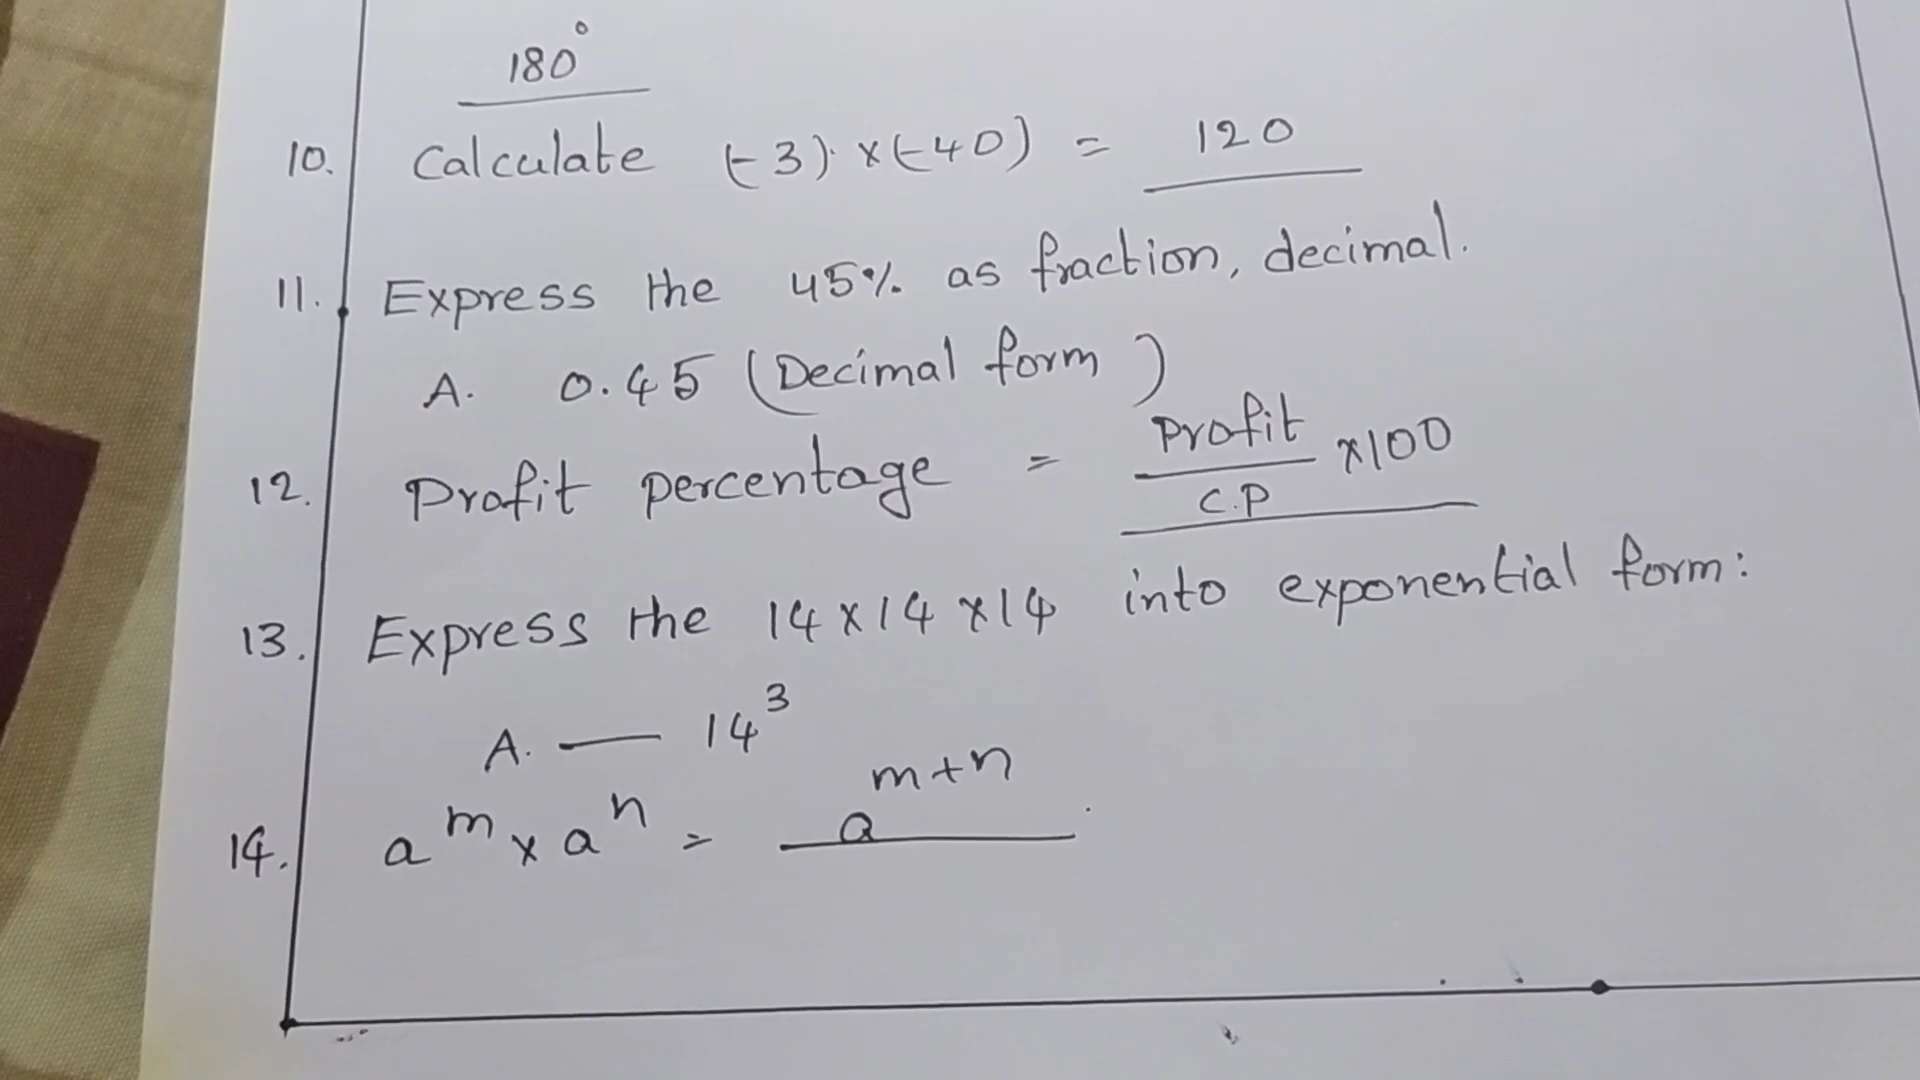 180°
10. Calculate (-3) x (-40) = 120
11. Express the 45% as fraction, decimal.
A. 0.45 (Decimal form)
12. Profit percentage = Profit/C.P x100
13. Express the 14 x 14 x 14 into exponential form:
A. — 14³
14. a^m x a^n = a^m+n